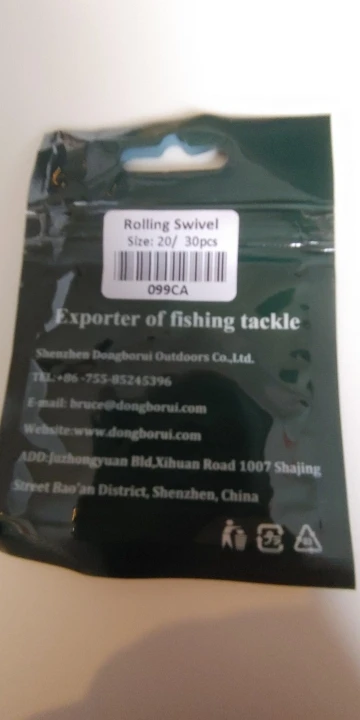 Rolling Swivel
Size: 20/ 30pcs
099CA
Exporter of fishing tackle
Shenzhen Dongborui Outdoors Co.,Ltd.
TEL:+86 -755-85245396
E-mail: bruce@dongborui.com
Website:www.dongborui.com
ADD:Juzhongyuan Bld,Xihuan Road 1007 Shajing
Street Bao'an District, Shenzhen, China